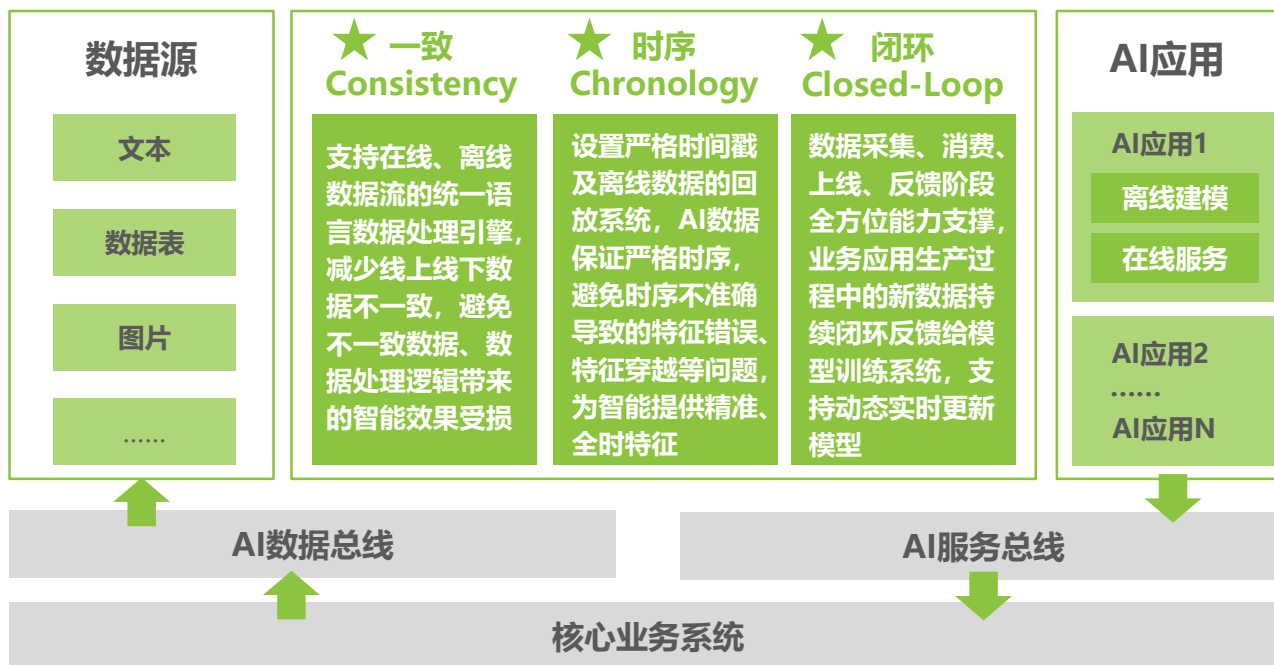 数据源
文本
数据表
图片
……
一致
Consistency
支持在线、离线
数据流的统一语
言数据处理引擎，
减少线上线下数
据不一致，避免
不一致数据、数
据处理逻辑带来
的智能效果受损
时序
Chronology
设置严格时间戳
及离线数据的回
放系统，AI数据
保证严格时序，
避免时序不准确
导致的特征错误、
特征穿越等问题，
为智能提供精准、
全时特征
闭环
Closed-Loop
数据采集、消费、
上线、反馈阶段
全方位能力支撑，
业务应用生产过
程中的新数据持
续闭环反馈给模
型训练系统，支
持动态实时更新
模型
AI应用
AI应用1
离线建模
在线服务
AI应用2
……
AI应用N
AI数据总线
AI服务总线
核心业务系统